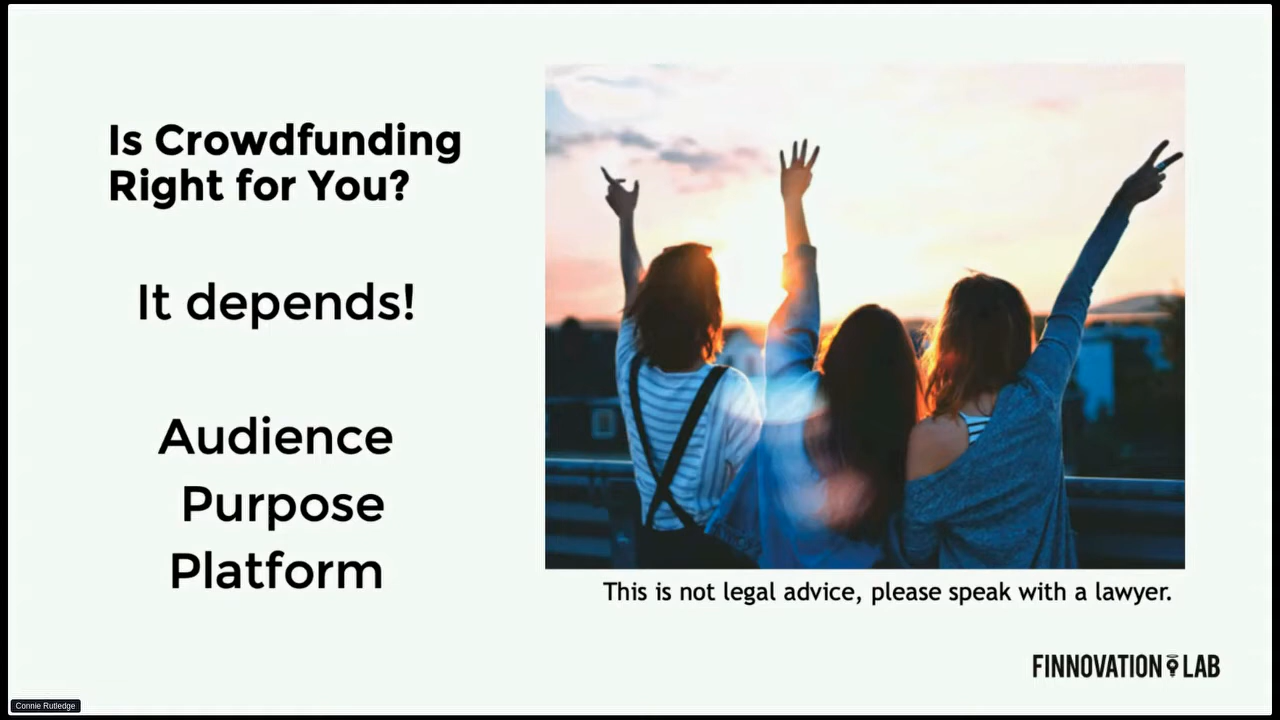 Is Crowdfunding
Right for You?
It depends!
Audience
Purpose
Platform
This is not legal advice, please speak with a lawyer.
FINNOVATION LAB
Connie Rutledge